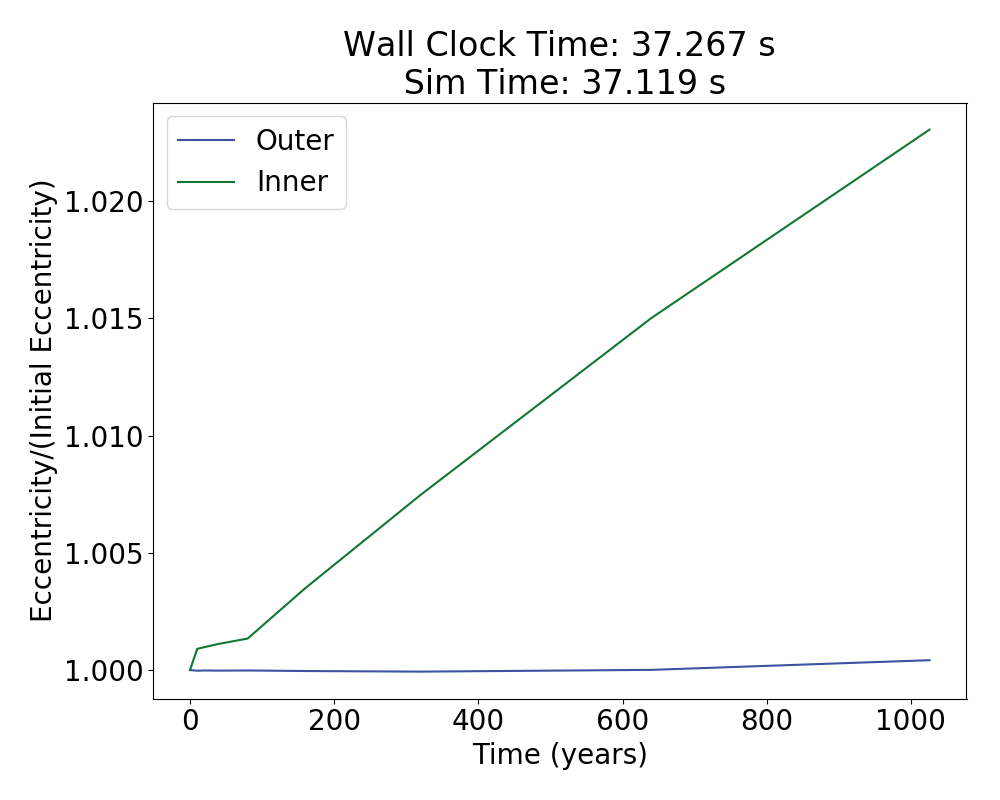 Wall Clock Time: 37.267 s
Sim Time: 37.119 s
Outer
Inner
Eccentricity/(Initial Eccentricity)
1.020
1.015
1.010
1.005
1.000
0 200 400 600 800 1000
Time (years)